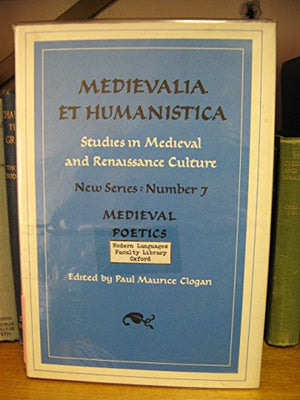 MEDIEVALIA
ET HUMANISTICA
Studies in Medieval
and Renaissance Culture
New Series: Number 7
MEDIEVAL
POETICS
Modern Languages
Faculty Library
Oxford
Edited by Paul Maurice Clogan